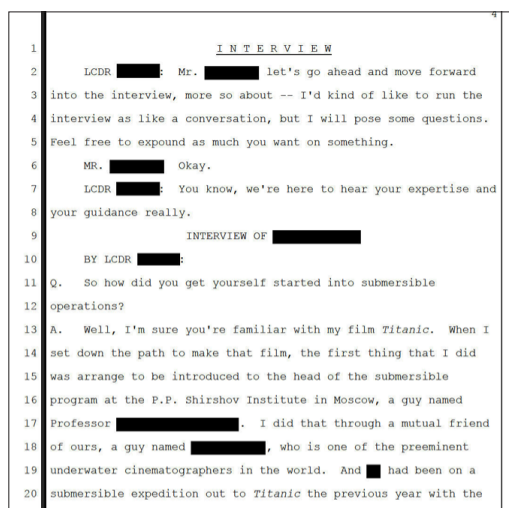 4
1 I N T E R V I E W
2 LCDR : Mr. let's go ahead and move forward
3 into the interview, more so about -- I'd kind of like to run the
4 interview as like a conversation, but I will pose some questions.
5 Feel free to expound as much you want on something.
6 MR. Okay.
7 LCDR : You know, we're here to hear your expertise and
8 your guidance really.
9 INTERVIEW OF
10 BY LCDR :
11 Q. So how did you get yourself started into submersible
12 operations?
13 A. Well, I'm sure you're familiar with my film Titanic. When I
14 set down the path to make that film, the first thing that I did
15 was arrange to be introduced to the head of the submersible
16 program at the P.P. Shirshov Institute in Moscow, a guy named
17 Professor . I did that through a mutual friend
18 of ours, a guy named , who is one of the preeminent
19 underwater cinematographers in the world. And had been on a
20 submersible expedition out to Titanic the previous year with the